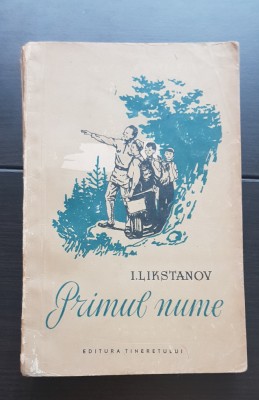 I. LIKSTANOV
Primul nume
EDITURA TINERETULUI